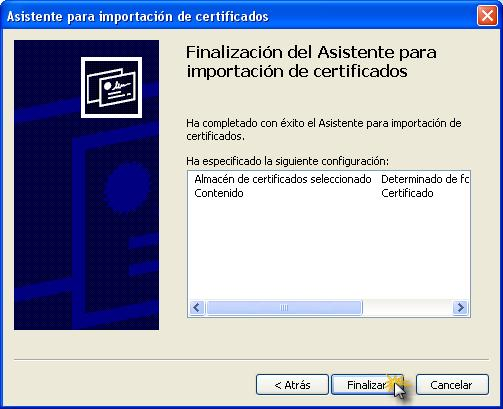 Asistente para importación de certificados
Finalización del Asistente para
importación de certificados
Ha completado con éxito el Asistente para importación de
certificados.
Ha especificado la siguiente configuración:
Almacén de certificados seleccionado Determinado de fo
Contenido Certificado
< Atrás Finalizar Cancelar